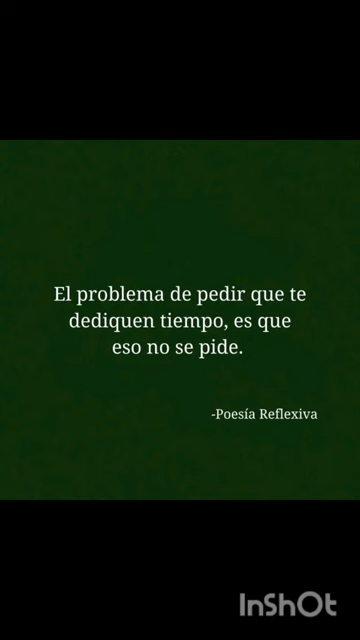 El problema de pedir que te
dediquen tiempo, es que
eso no se pide.
-Poesía Reflexiva
InShOt